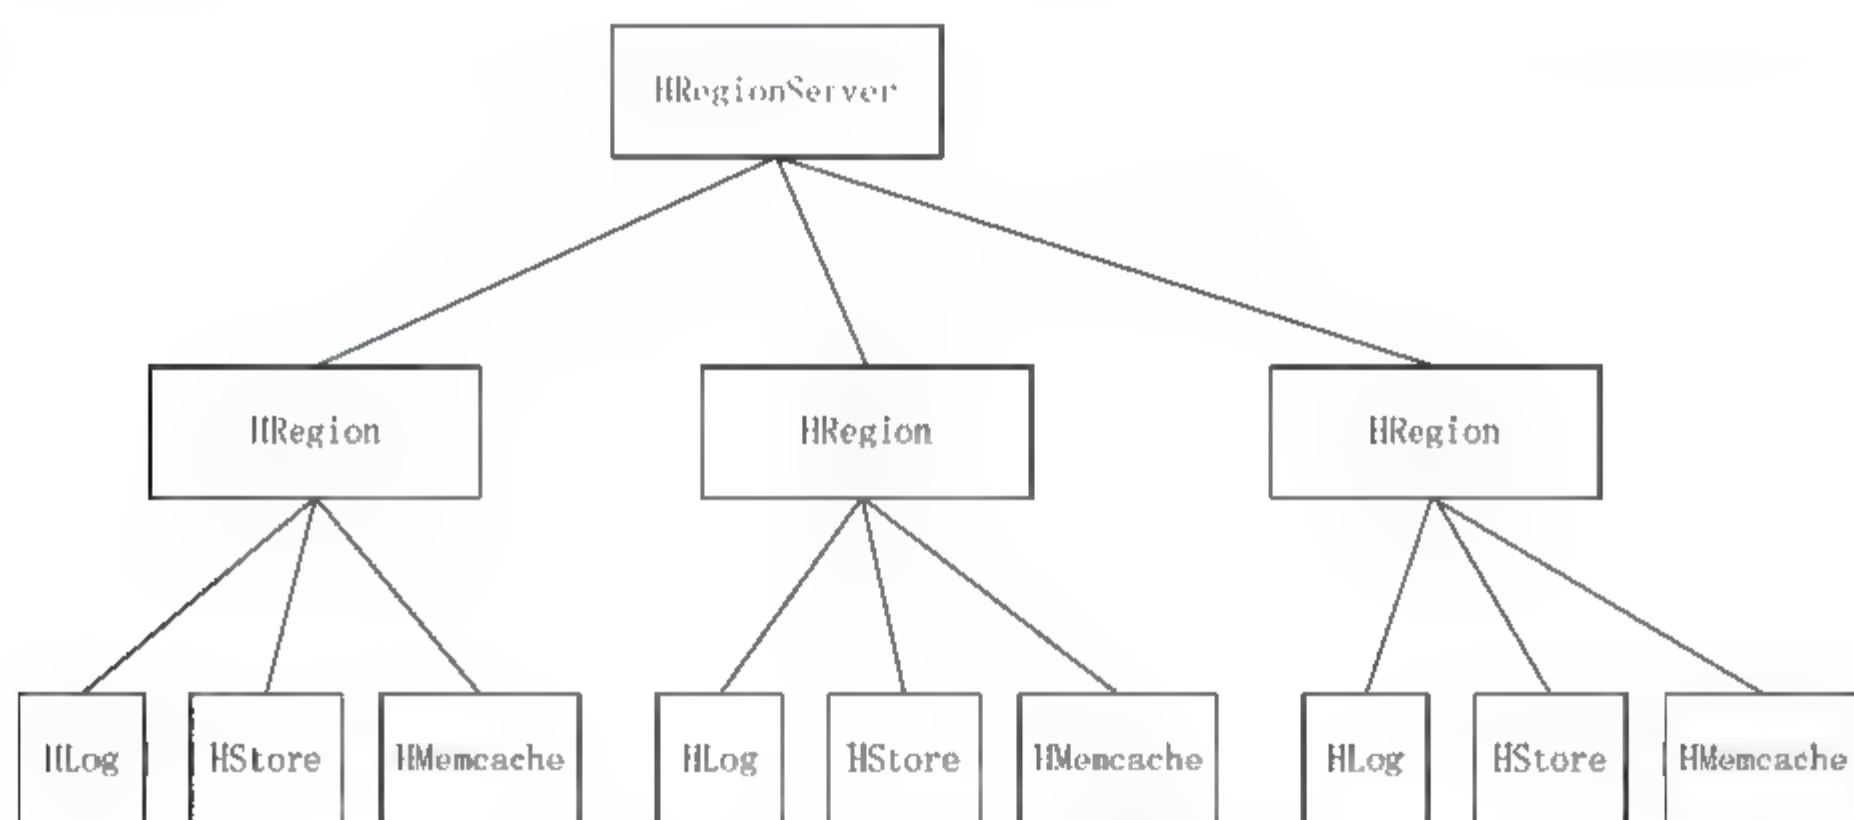 HRegionServer
HRegion
HRegion
HRegion
HLog
HStore
HMemcache
HLog
HStore
HMemcache
HLog
HStore
HMemcache